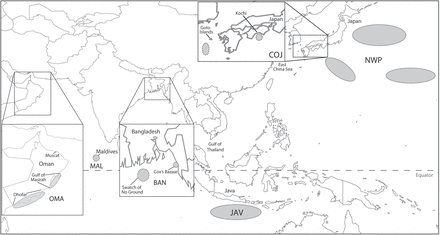 Kochi
Japan
Goto
Islands
COJ
Japan
NWP
East
China Sea
Bangladesh
Maldives
MAL
Muscat
Oman
Gulf of
Masirah
Dhofar
OMA
Cox's Bazaar
Swatch of
No Ground
BAN
Gulf of
Thailand
Equator
Java
JAV